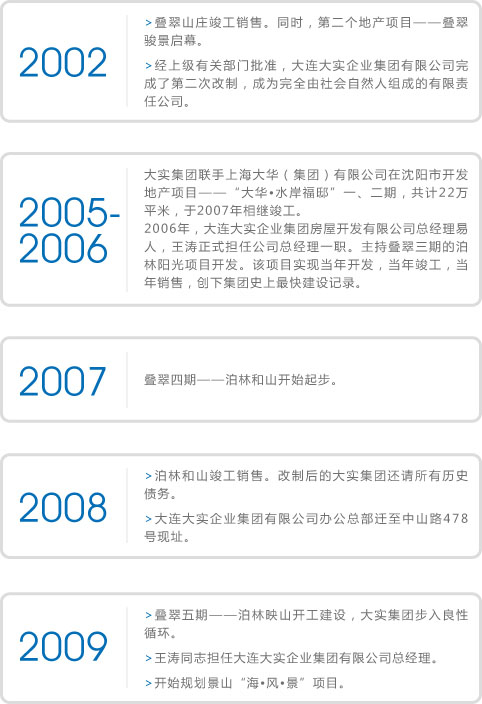 2002
>叠翠山庄竣工销售。同时，第二个地产项目——叠翠
骏景启幕。
>经上级有关部门批准，大连大实企业集团有限公司完
成了第二次改制，成为完全由社会自然人组成的有限责
任公司。
2005-
2006
大实集团联手上海大华（集团）有限公司在沈阳市开发
地产项目——“大华•水岸福邸”一、二期，共计22万
平米，于2007年相继竣工。
2006年，大连大实企业集团房屋开发有限公司总经理易
人，王涛正式担任公司总经理一职。主持叠翠三期的泊
林阳光项目开发。该项目实现当年开发，当年竣工，当
年销售，创下集团史上最快建设记录。
2007
叠翠四期——泊林和山开始起步。
2008
>泊林和山竣工销售。改制后的大实集团还请所有历史
债务。
>大连大实企业集团有限公司办公总部迁至中山路478
号现址。
2009
>叠翠五期——泊林映山开工建设，大实集团步入良性
循环。
>王涛同志担任大连大实企业集团有限公司总经理。
>开始规划景山“海•风•景”项目。